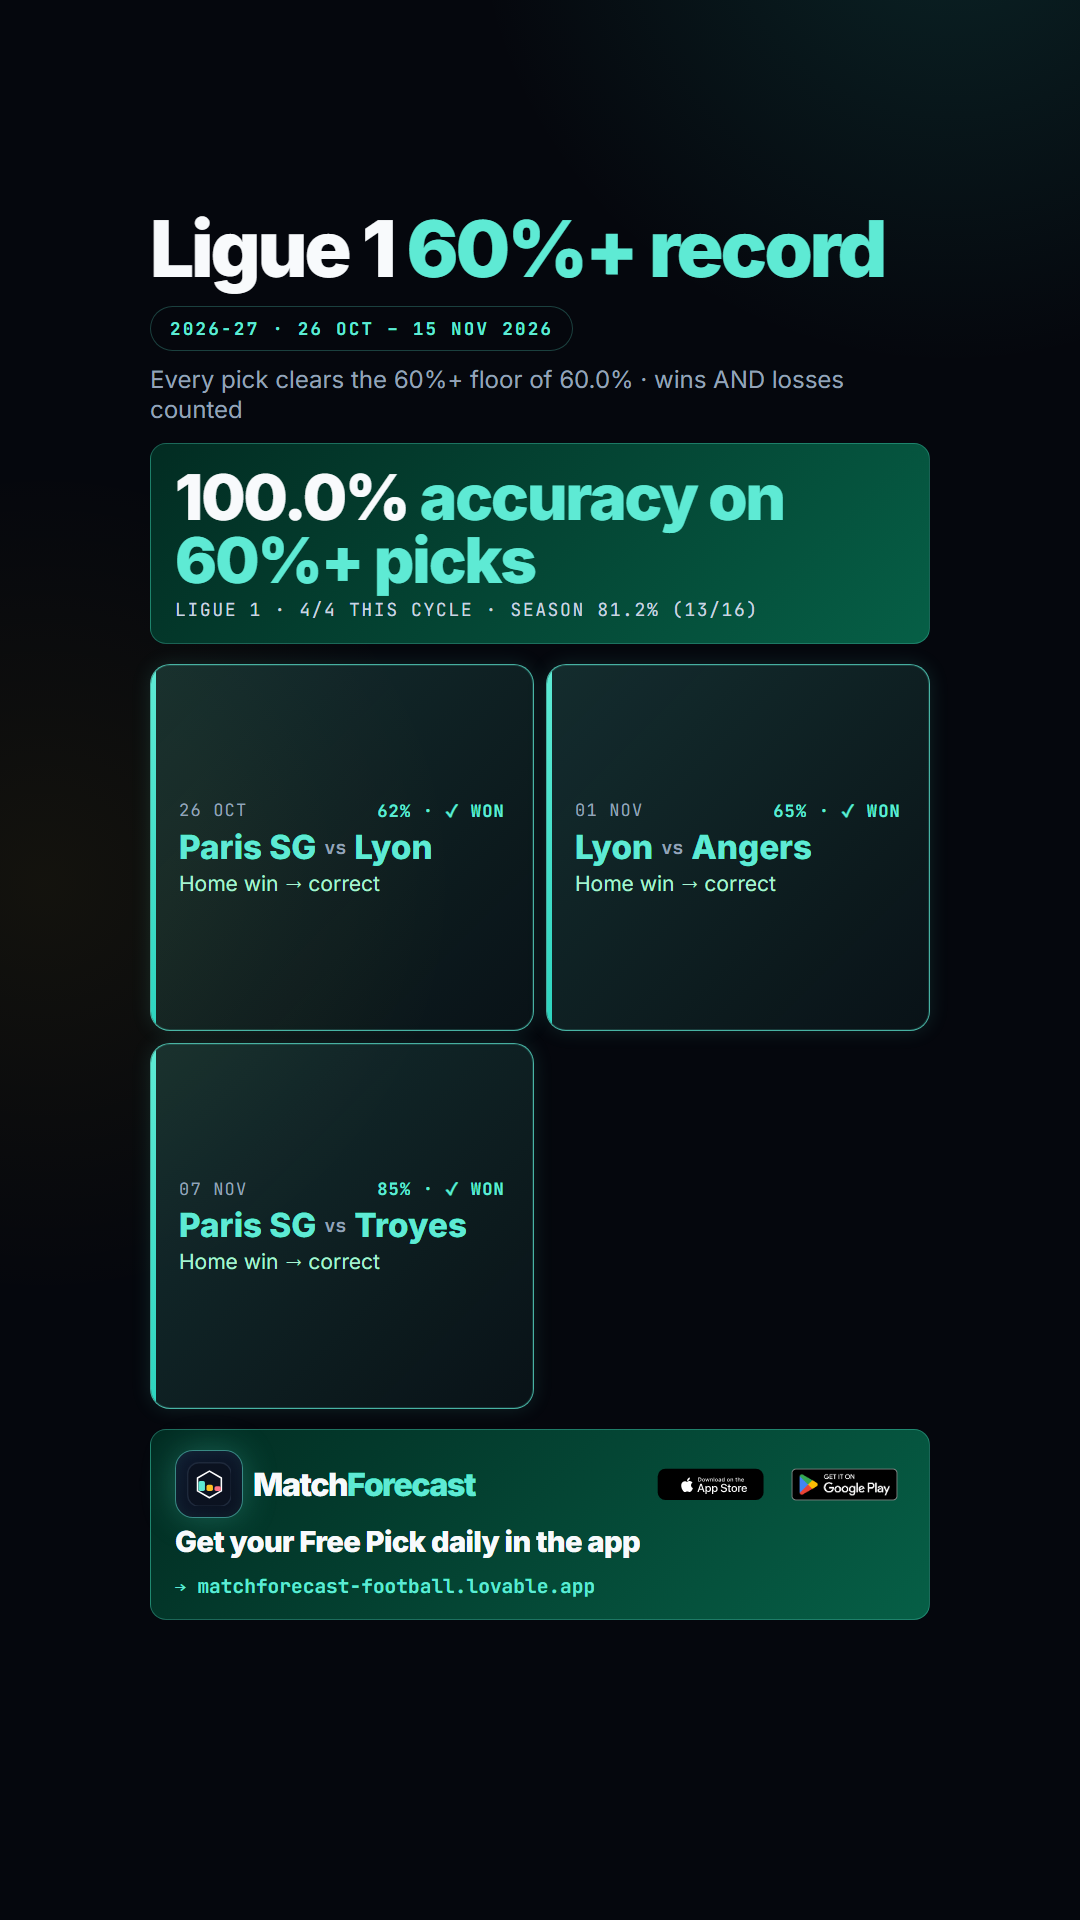 Ligue 1 60%+ record
2026-27 · 26 OCT – 15 NOV 2026
Every pick clears the 60%+ floor of 60.0% · wins AND losses
counted
100.0% accuracy on
60%+ picks
LIGUE 1 · 4/4 THIS CYCLE · SEASON 81.2% (13/16)
26 OCT 62% · ✓ WON
Paris SG vs Lyon
Home win → correct
01 NOV 65% · ✓ WON
Lyon vs Angers
Home win → correct
07 NOV 85% · ✓ WON
Paris SG vs Troyes
Home win → correct
MatchForecast
Download on the
App Store
GET IT ON
Google Play
Get your Free Pick daily in the app
→ matchforecast-football.lovable.app